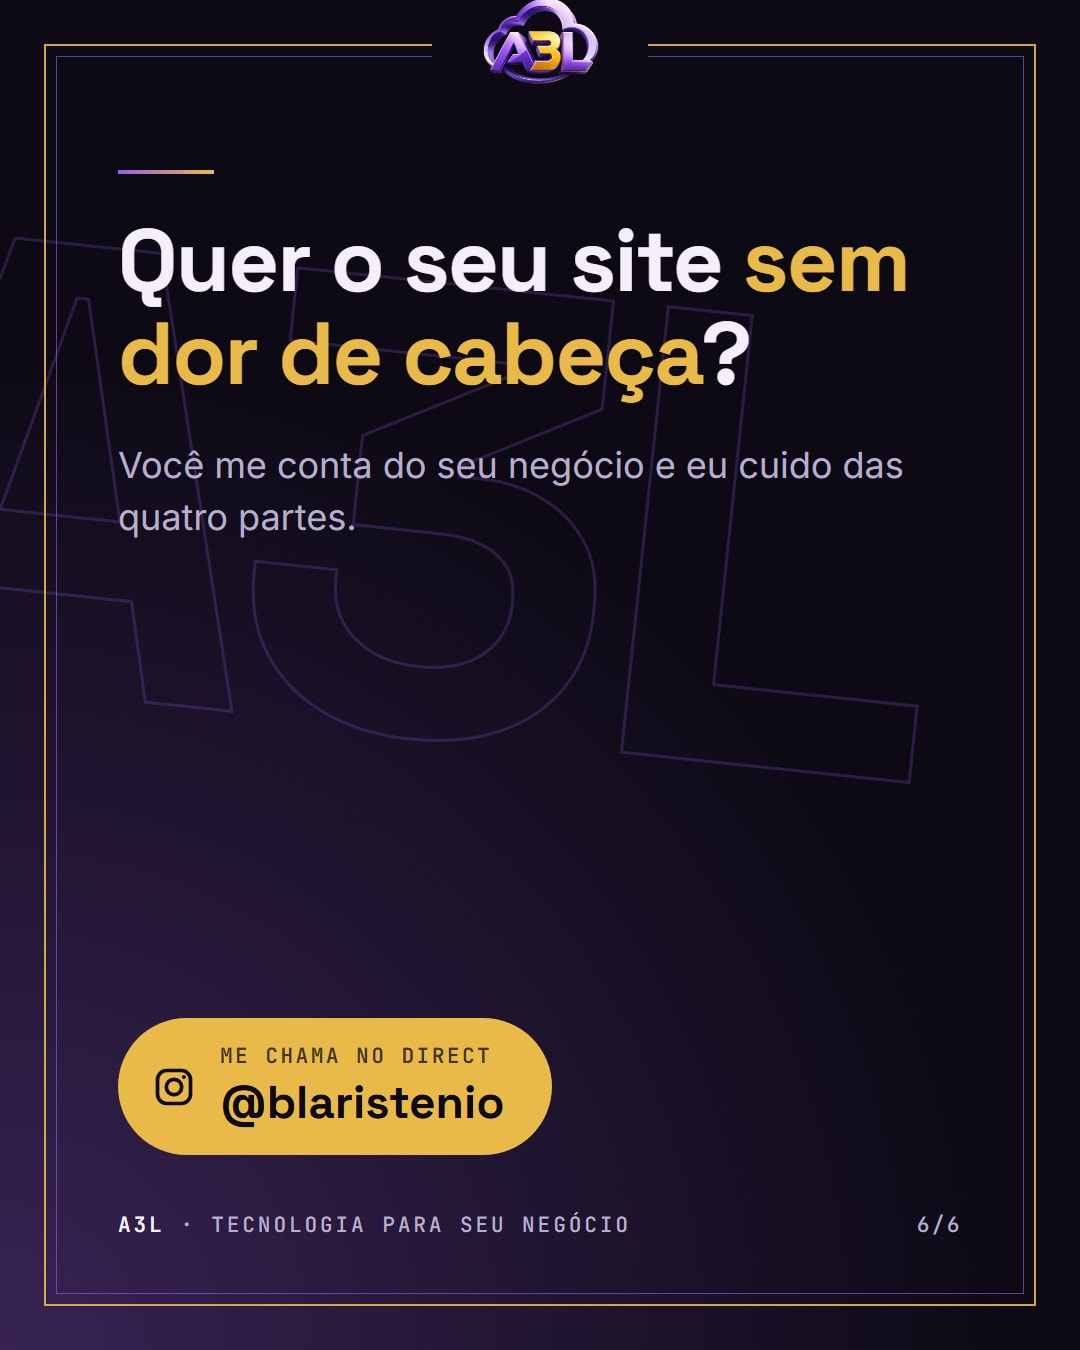 A3L
Quer o seu site sem
dor de cabeça?
Você me conta do seu negócio e eu cuido das
quatro partes.
A3L
ME CHAMA NO DIRECT
@blaristenio
A3L · TECNOLOGIA PARA SEU NEGÓCIO
6/6